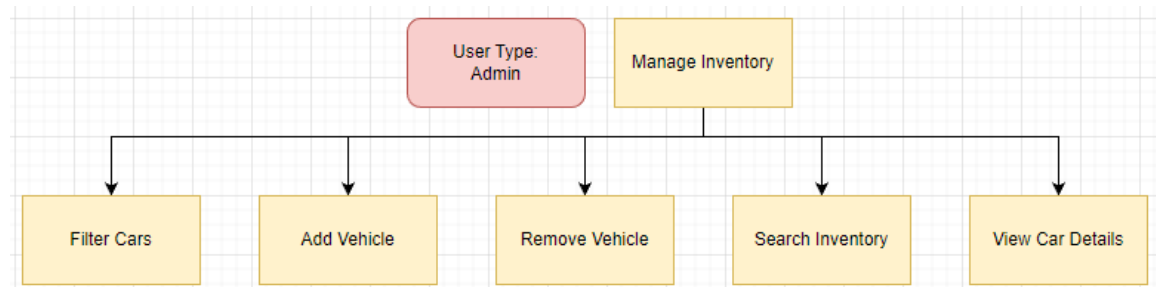 User Type:
Admin
Manage Inventory
Filter Cars
Add Vehicle
Remove Vehicle
Search Inventory
View Car Details